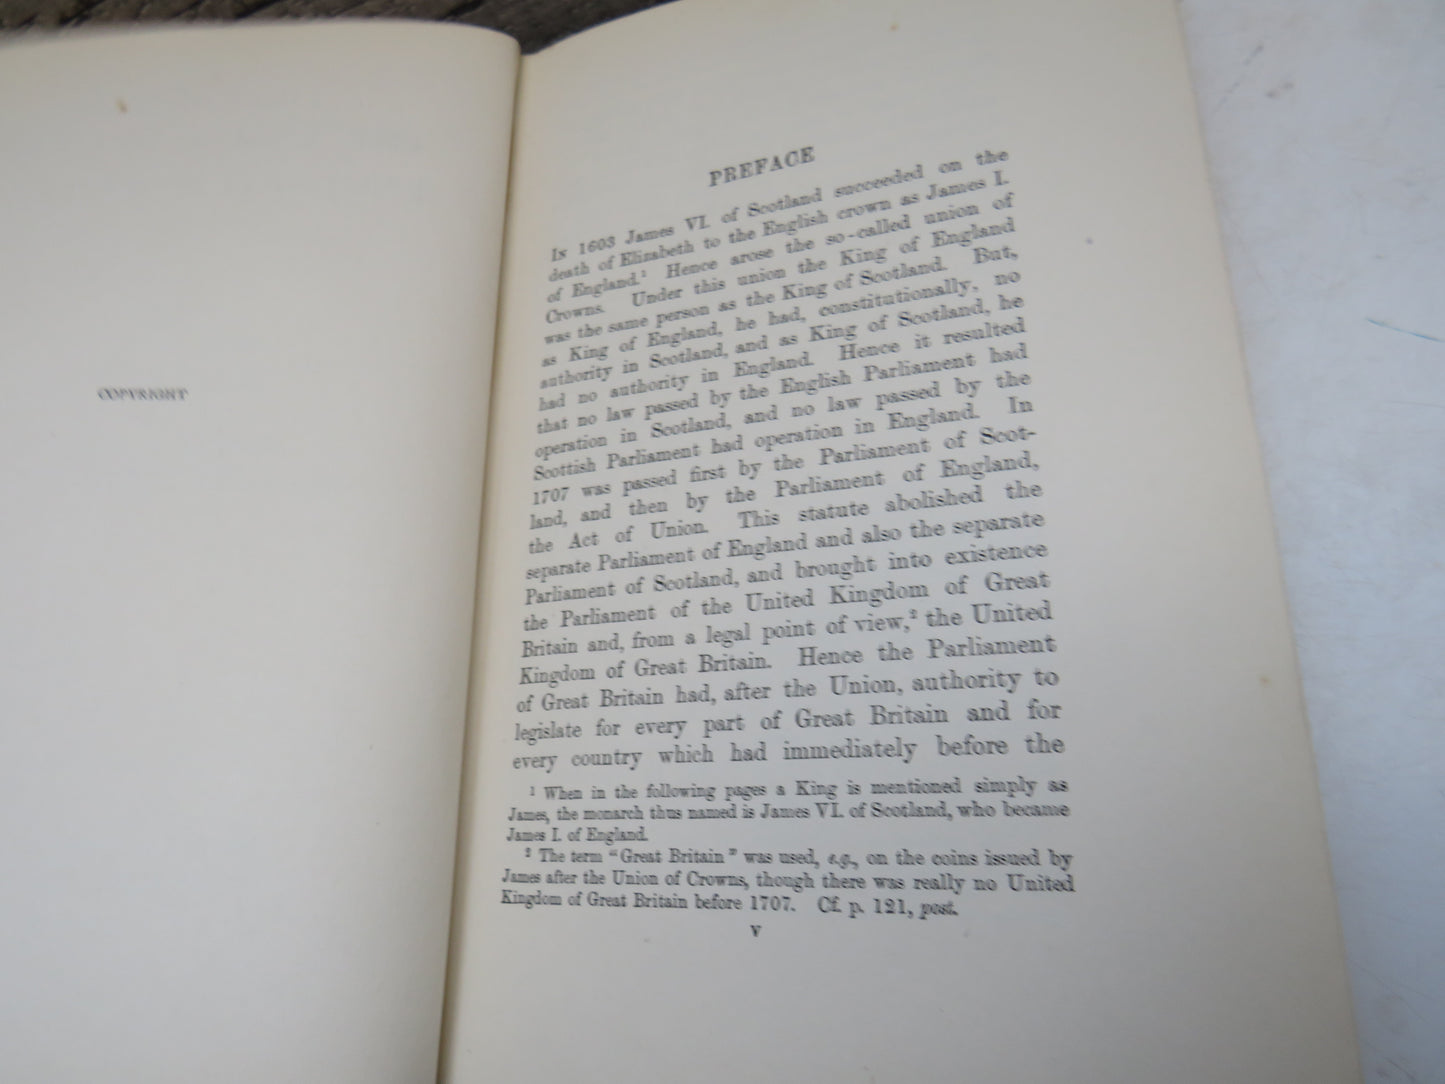 COPYRIGHT
PREFACE
In 1603 James VI. of Scotland succeeded on the
death of Elizabeth to the English crown as James I.
of England.¹ Hence arose the so-called union of
Crowns. Under this union the King of England
was the same person as the King of Scotland. But,
as King of England, he had, constitutionally, no
authority in Scotland, and as King of Scotland, he
had no authority in England. Hence it resulted
that no law passed by the English Parliament had
operation in Scotland, and no law passed by the
Scottish Parliament had operation in England. In
1707 was passed first by the Parliament of Scot-
land, and then by the Parliament of England,
the Act of Union. This statute abolished the
separate Parliament of England and also the separate
Parliament of Scotland, and brought into existence
the Parliament of the United Kingdom of Great
Britain and, from a legal point of view,² the United
Kingdom of Great Britain. Hence the Parliament
of Great Britain had, after the Union, authority to
legislate for every part of Great Britain and for
every country which had immediately before the
¹ When in the following pages a King is mentioned simply as
James, the monarch thus named is James VI. of Scotland, who became
James I. of England.
² The term "Great Britain" was used, e.g., on the coins issued by
James after the Union of Crowns, though there was really no United
Kingdom of Great Britain before 1707. Cf. p. 121, post.
v